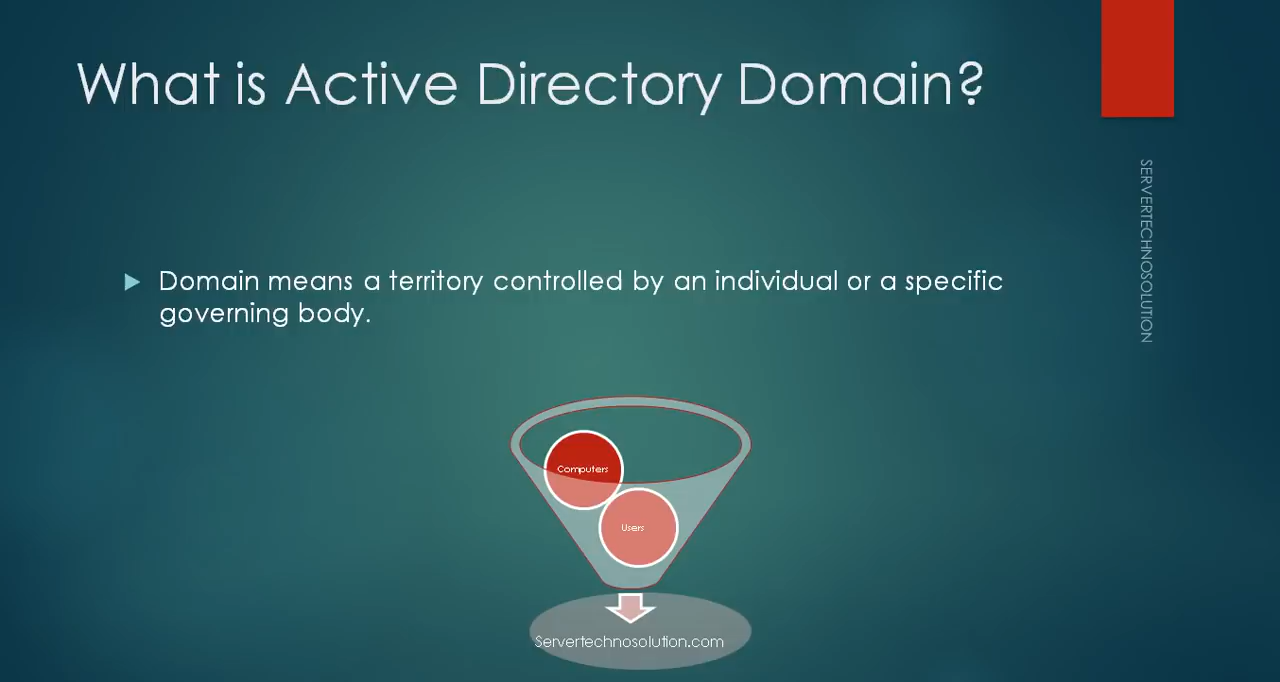 What is Active Directory Domain?
SERVERTECHNOSOLUTION
Domain means a territory controlled by an individual or a specific
governing body.
Computers
Users
Servertechnosolution.com